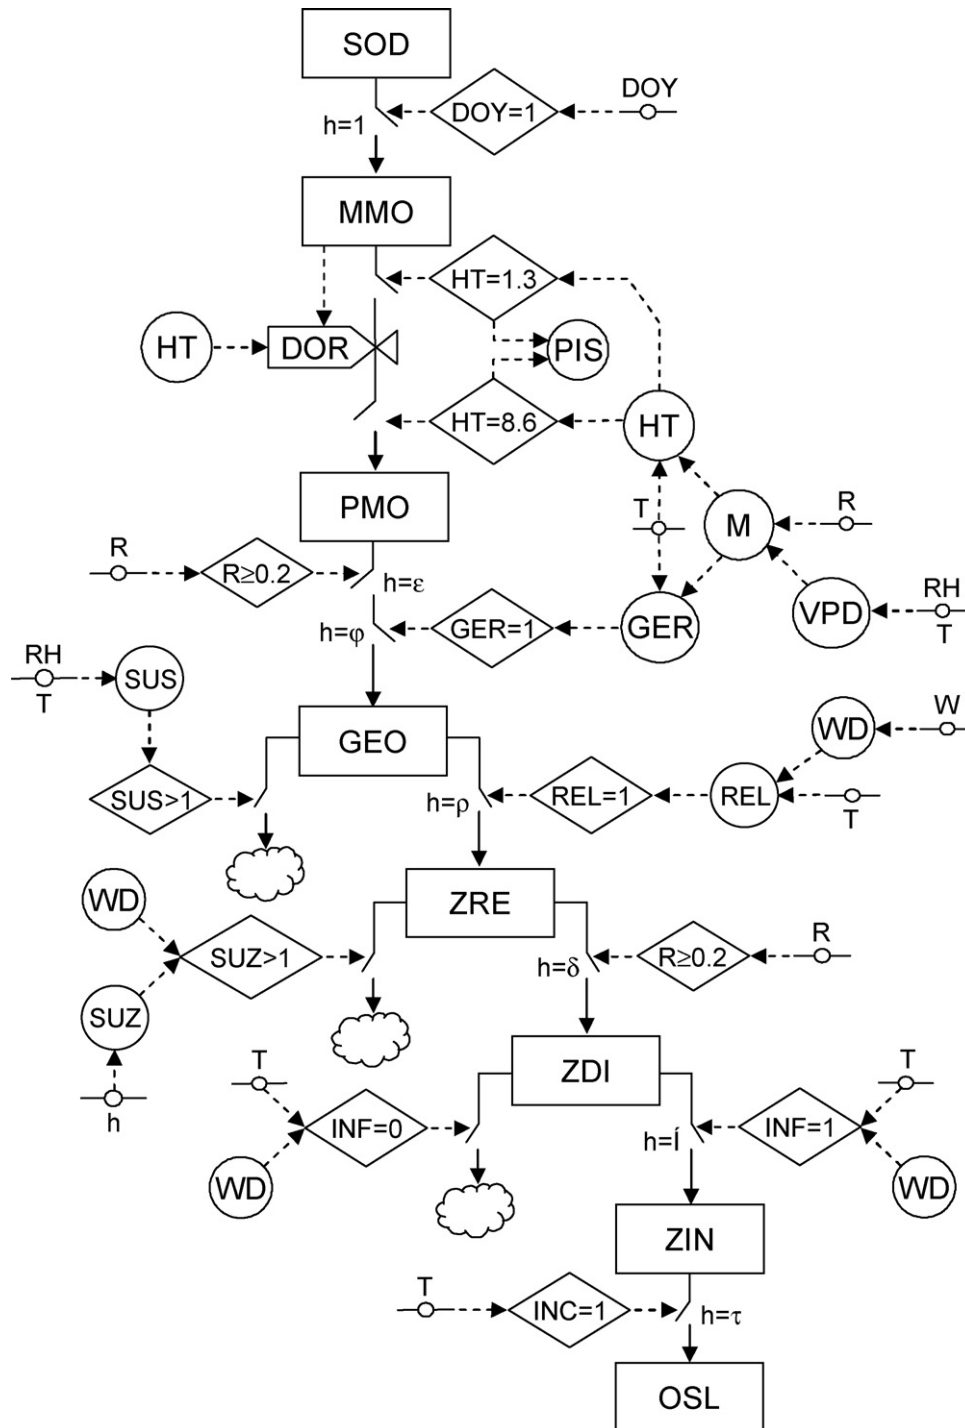 SOD
DOY
DOY=1
h=1
MMO
HT=1.3
HT
DOR
PIS
HT=8.6
HT
PMO
T
M
R
R
R≥0.2
h=ε
VPD
RH
T
h=φ
GER=1
GER
RH
T
SUS
GEO
WD
W
SUS>1
h=ρ
REL=1
REL
T
WD
ZRE
SUZ>1
h=δ
R≥0.2
R
SUZ
h
T
ZDI
T
INF=0
h=Í
INF=1
WD
WD
ZIN
T
INC=1
h=τ
OSL